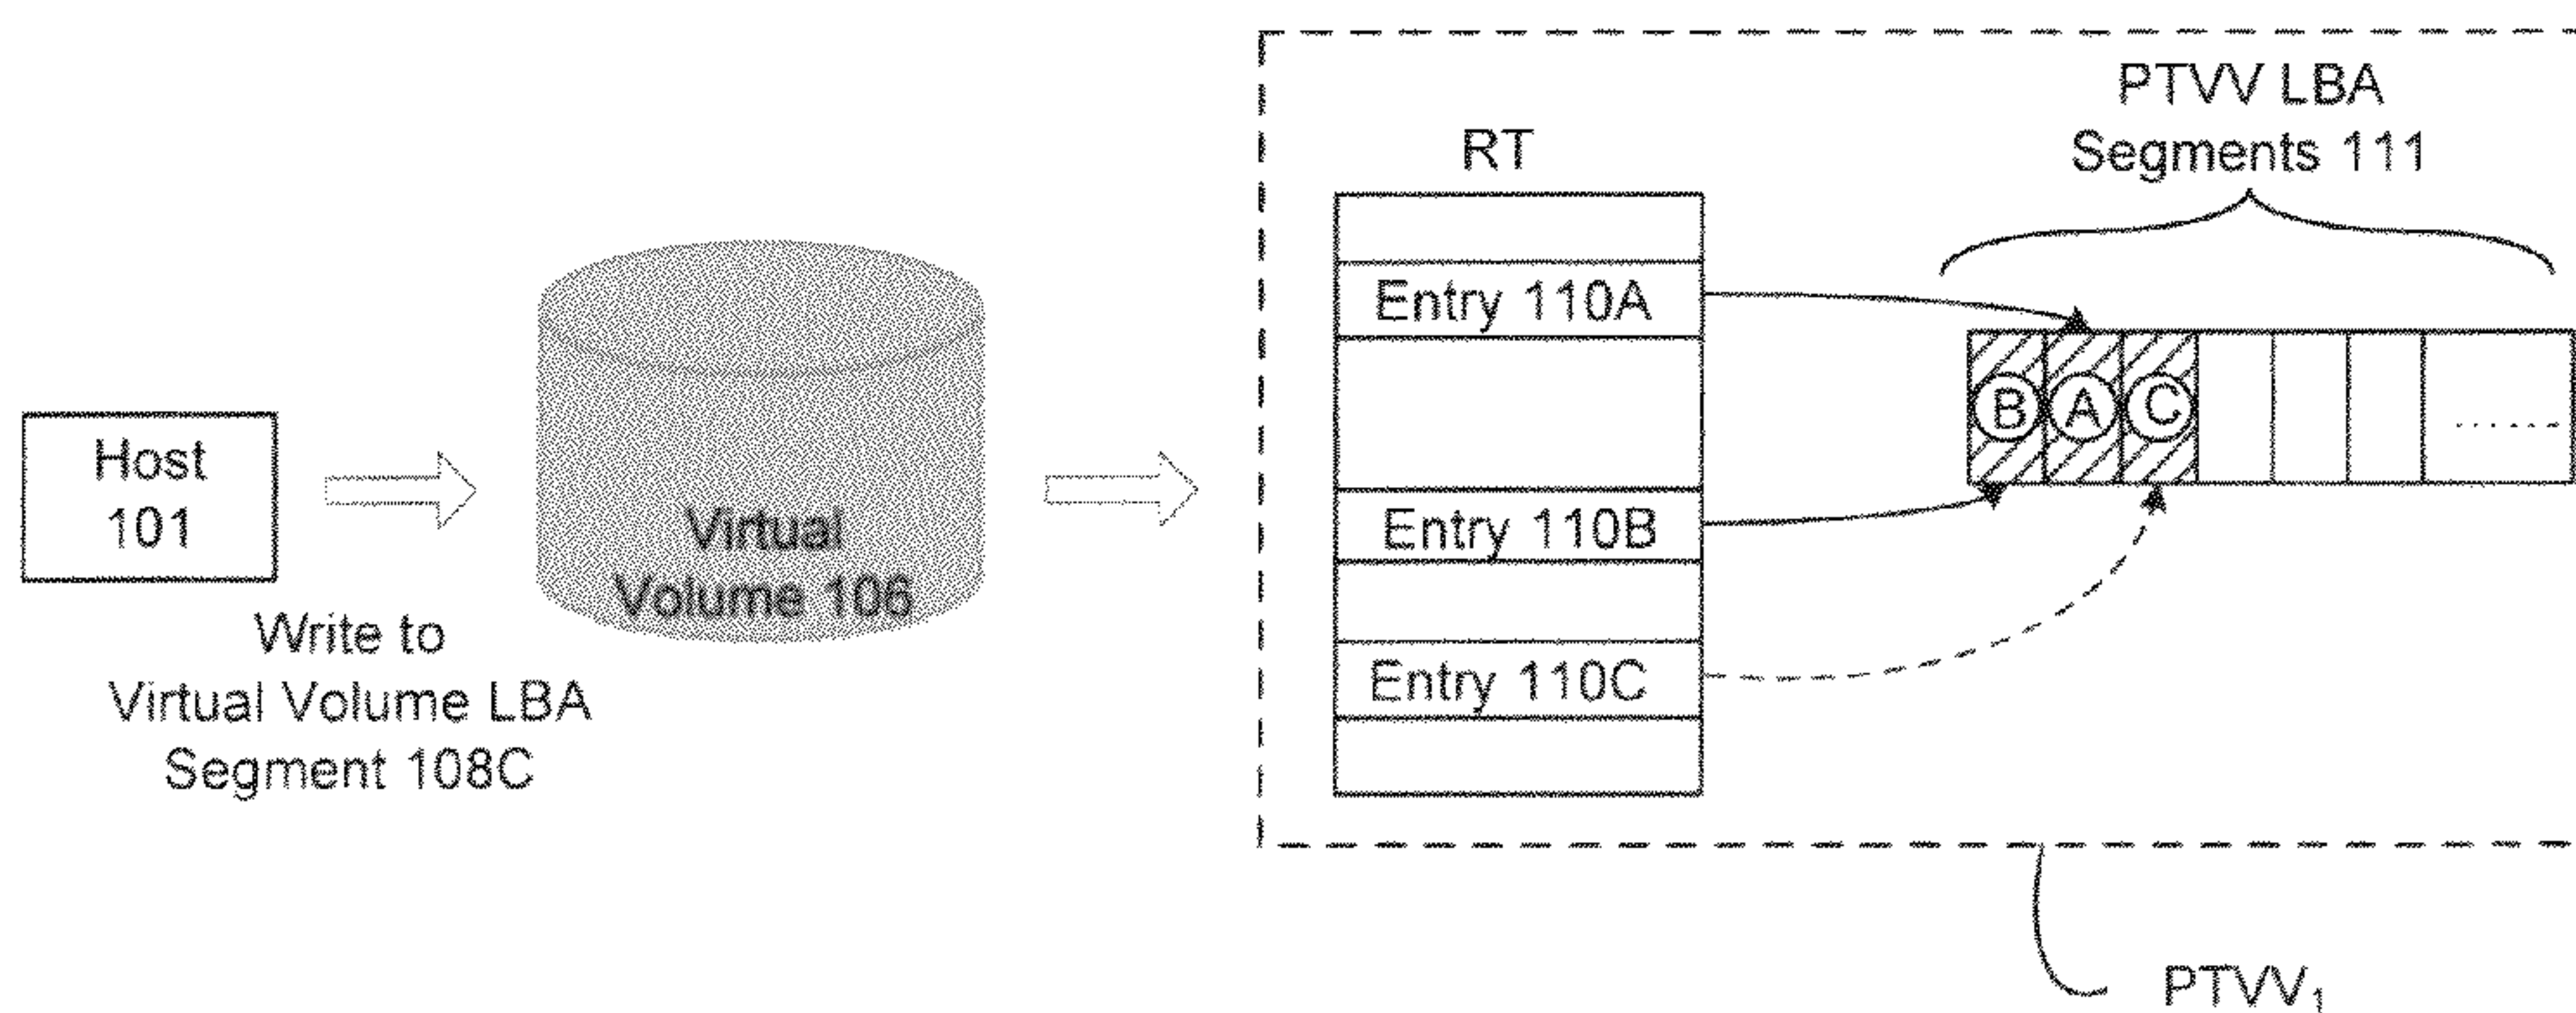 PTVV LBA
Segments 111
RT
Entry 110A
B A C
........
Host
101
Virtual
Volume 106
Entry 110B
Write to
Virtual Volume LBA
Segment 108C
Entry 110C
PTVV₁